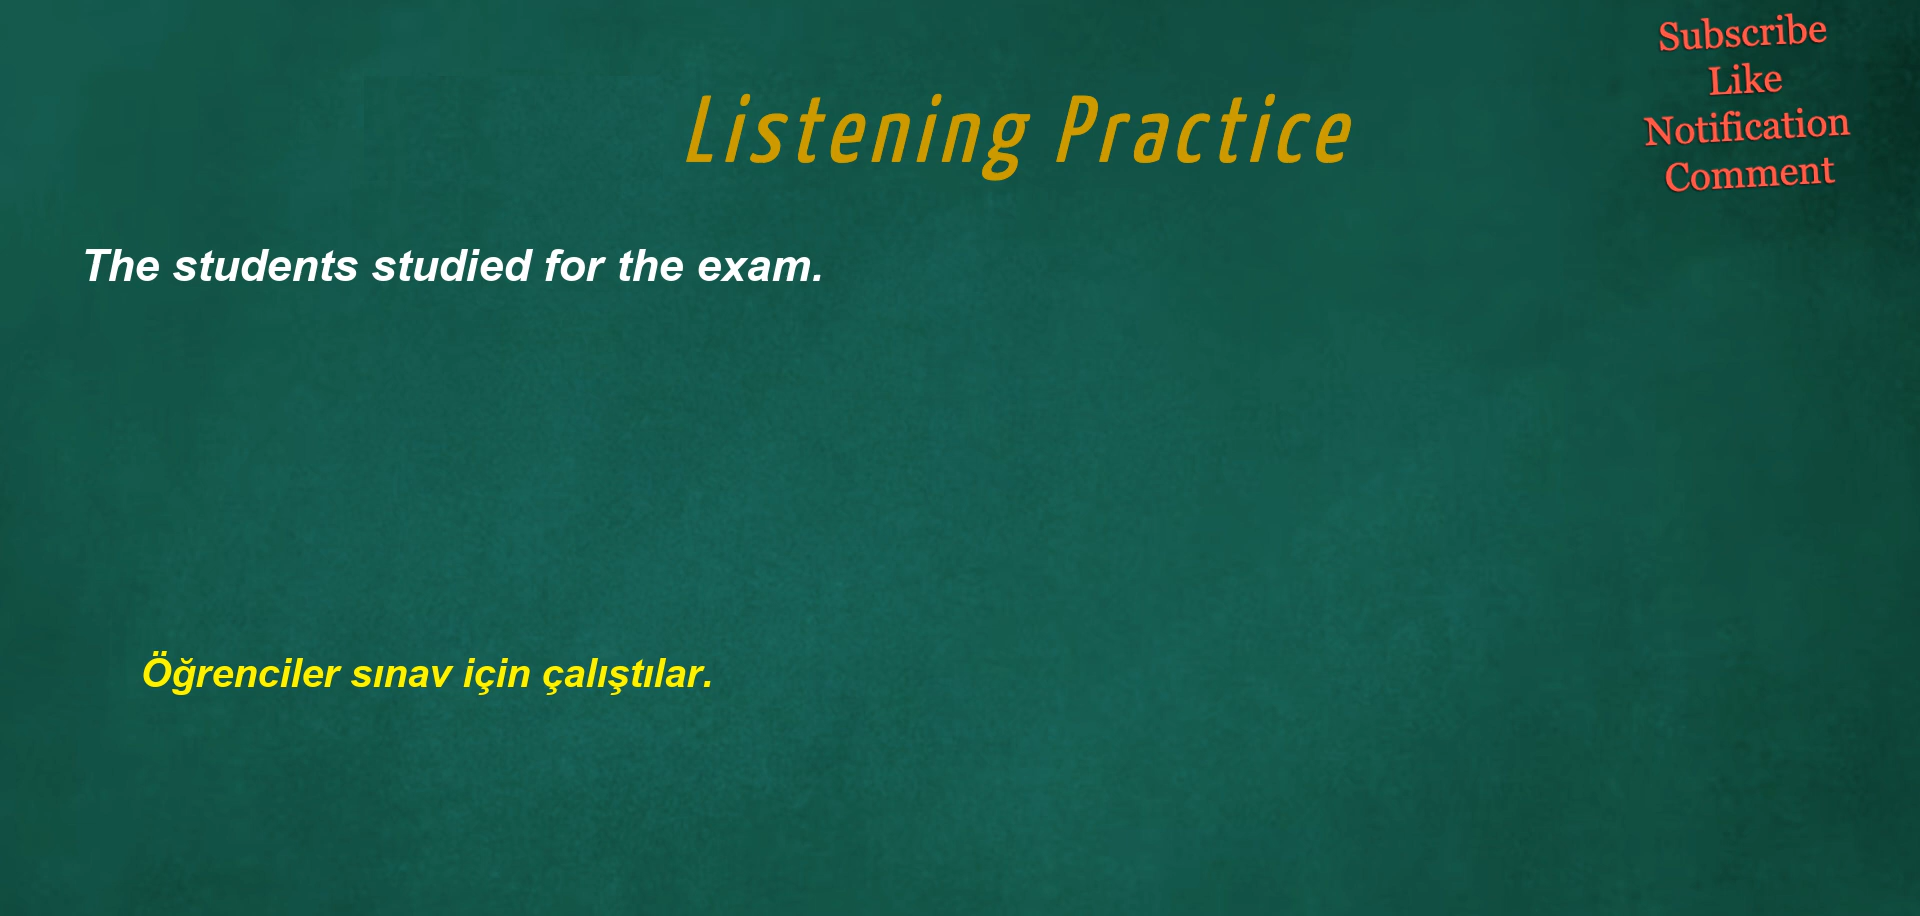 Subscribe
Like
Notification
Comment
Listening Practice
The students studied for the exam.
Öğrenciler sınav için çalıştılar.